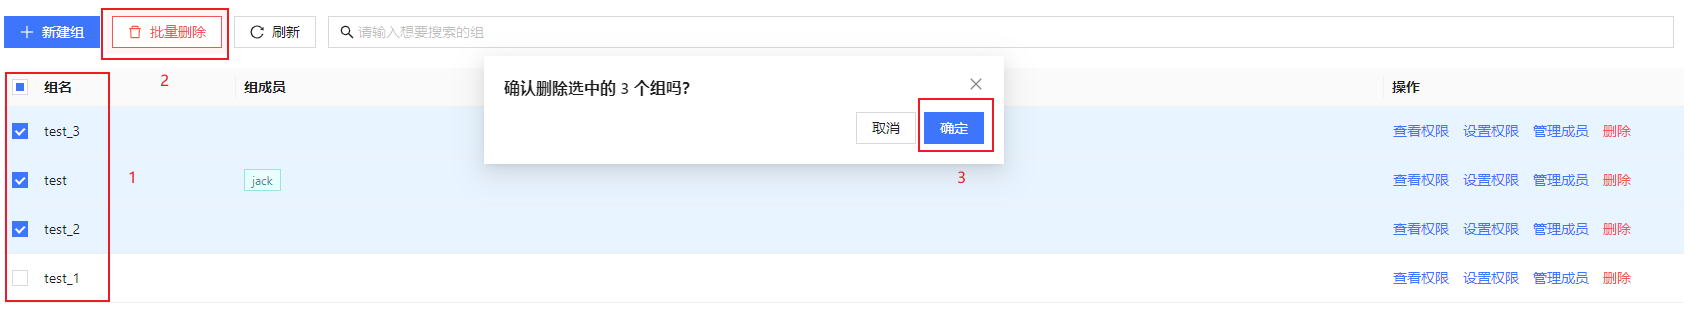 新建组 批量删除 刷新 请输入想要搜索的组
组名 2 组成员 操作
确认删除选中的 3 个组吗?
取消 确定
test_3 查看权限 设置权限 管理成员 删除
test 1 jack 3 查看权限 设置权限 管理成员 删除
test_2 查看权限 设置权限 管理成员 删除
test_1 查看权限 设置权限 管理成员 删除